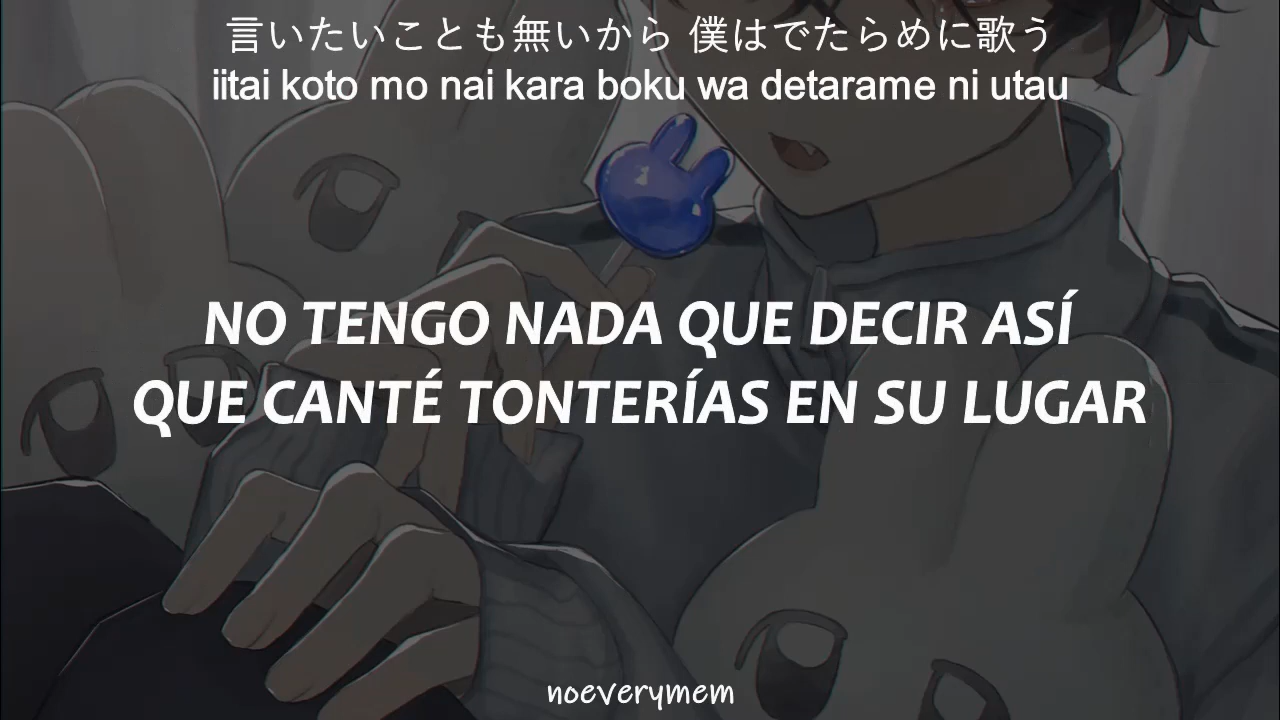 言いたいことも無いから 僕はでたらめに歌う
iitai koto mo nai kara boku wa detarame ni utau
NO TENGO NADA QUE DECIR ASÍ
QUE CANTÉ TONTERÍAS EN SU LUGAR
noeverymem